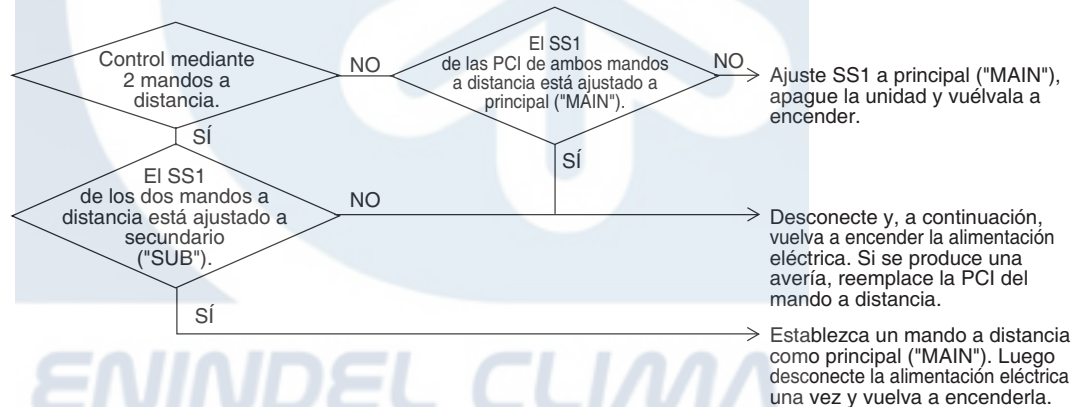 Control mediante
2 mandos a
distancia.
NO
El SS1
de las PCI de ambos mandos
a distancia está ajustado a
principal ("MAIN").
NO
Ajuste SS1 a principal ("MAIN"),
apague la unidad y vuélvala a
encender.
SÍ
SÍ
El SS1
de los dos mandos a
distancia está ajustado a
secundario
("SUB").
NO
Desconecte y, a continuación,
vuelva a encender la alimentación
eléctrica. Si se produce una
avería, reemplace la PCI del
mando a distancia.
SÍ
Establezca un mando a distancia
como principal ("MAIN"). Luego
desconecte la alimentación eléctrica
una vez y vuelva a encenderla.
ENINDEL CLIMA